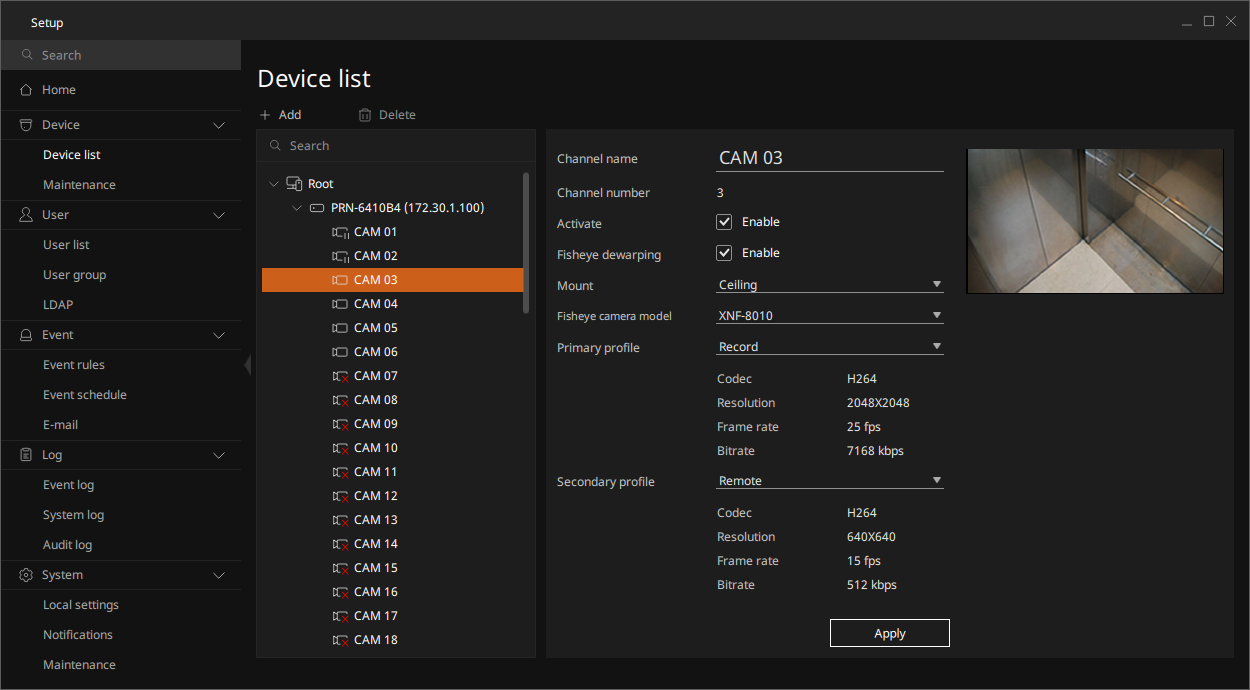 Setup
Search
Home
Device
Device list
Maintenance
User
User list
User group
LDAP
Event
Event rules
Event schedule
E-mail
Log
Event log
System log
Audit log
System
Local settings
Notifications
Maintenance
Device list
Add
Delete
Search
Root
PRN-6410B4 (172.30.1.100)
CAM 01
CAM 02
CAM 03
CAM 04
CAM 05
CAM 06
CAM 07
CAM 08
CAM 09
CAM 10
CAM 11
CAM 12
CAM 13
CAM 14
CAM 15
CAM 16
CAM 17
CAM 18
Channel name CAM 03
Channel number 3
Activate Enable
Fisheye dewarping Enable
Mount Ceiling
Fisheye camera model XNF-8010
Primary profile Record
Codec H264
Resolution 2048X2048
Frame rate 25 fps
Bitrate 7168 kbps
Secondary profile Remote
Codec H264
Resolution 640X640
Frame rate 15 fps
Bitrate 512 kbps
Apply